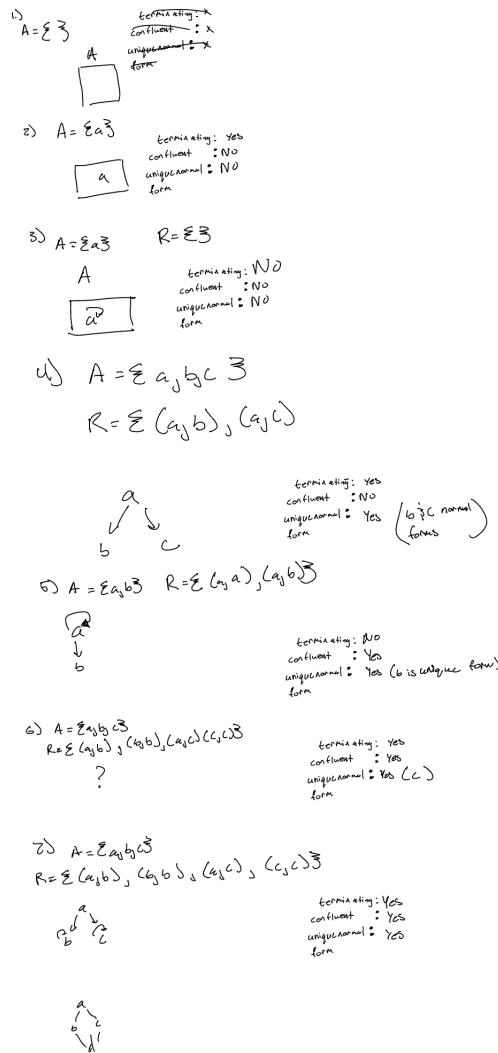 1.)
A = { }
A
terminating: x
confluent : x
unique normal : x
form
2) A = {a}
a
terminating: yes
confluent : NO
unique normal : NO
form
3) A = {a} R = { }
A
a
terminating: NO
confluent : NO
unique normal : NO
form
4) A = { a, b, c }
R = { (a, b), (a, c)
a
b c
terminating: yes
confluent : NO
unique normal : Yes (b & c normal forms)
form
5) A = {a, b} R = { (a, a), (a, b) }
a
b
terminating: NO
confluent : Yes
unique normal : Yes (b is unique form)
form
6) A = {a, b, c}
R = { (a, b), (b, b), (a, c) (c, c) }
?
terminating: yes
confluent : Yes
unique normal : Yes (c)
form
7) A = {a, b, c}
R = { (a, b), (b, b), (a, c), (c, c) }
a
b c
terminating: Yes
confluent : Yes
unique normal : Yes
form
a
b c
d